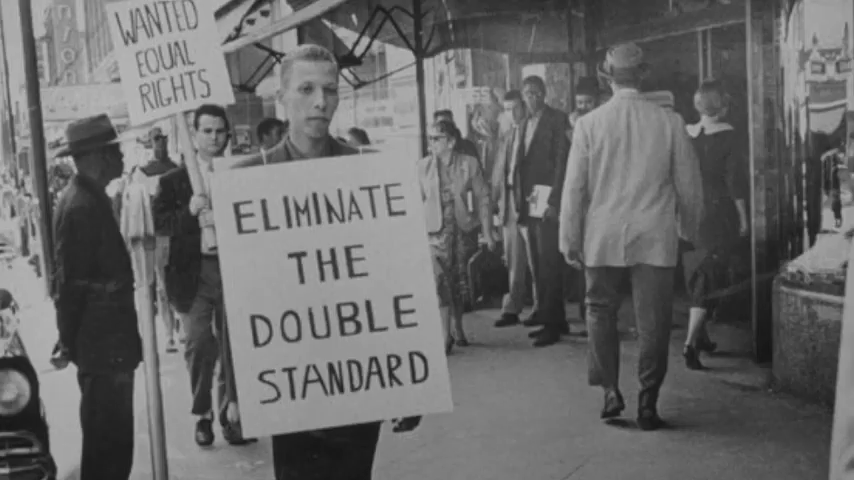 WANTED
EQUAL
RIGHTS
ELIMINATE
THE
DOUBLE
STANDARD